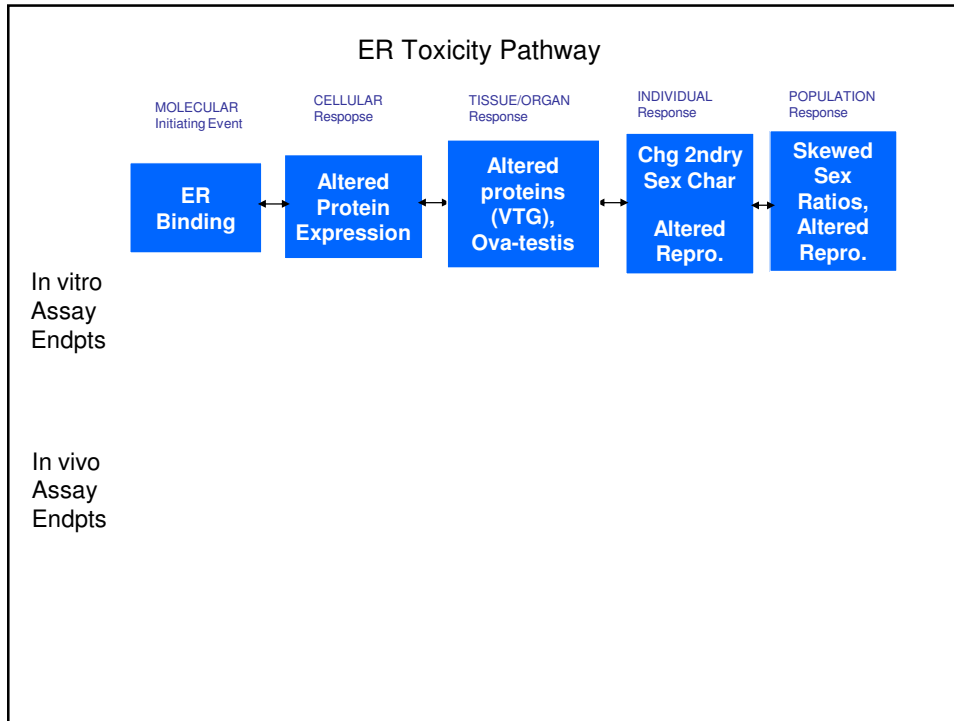 ER Toxicity Pathway
MOLECULAR
Initiating Event
CELLULAR
Respopse
TISSUE/ORGAN
Response
INDIVIDUAL
Response
POPULATION
Response
ER
Binding
Altered
Protein
Expression
Altered
proteins
(VTG),
Ova-testis
Chg 2ndry
Sex Char
Altered
Repro.
Skewed
Sex
Ratios,
Altered
Repro.
In vitro
Assay
Endpts
In vivo
Assay
Endpts